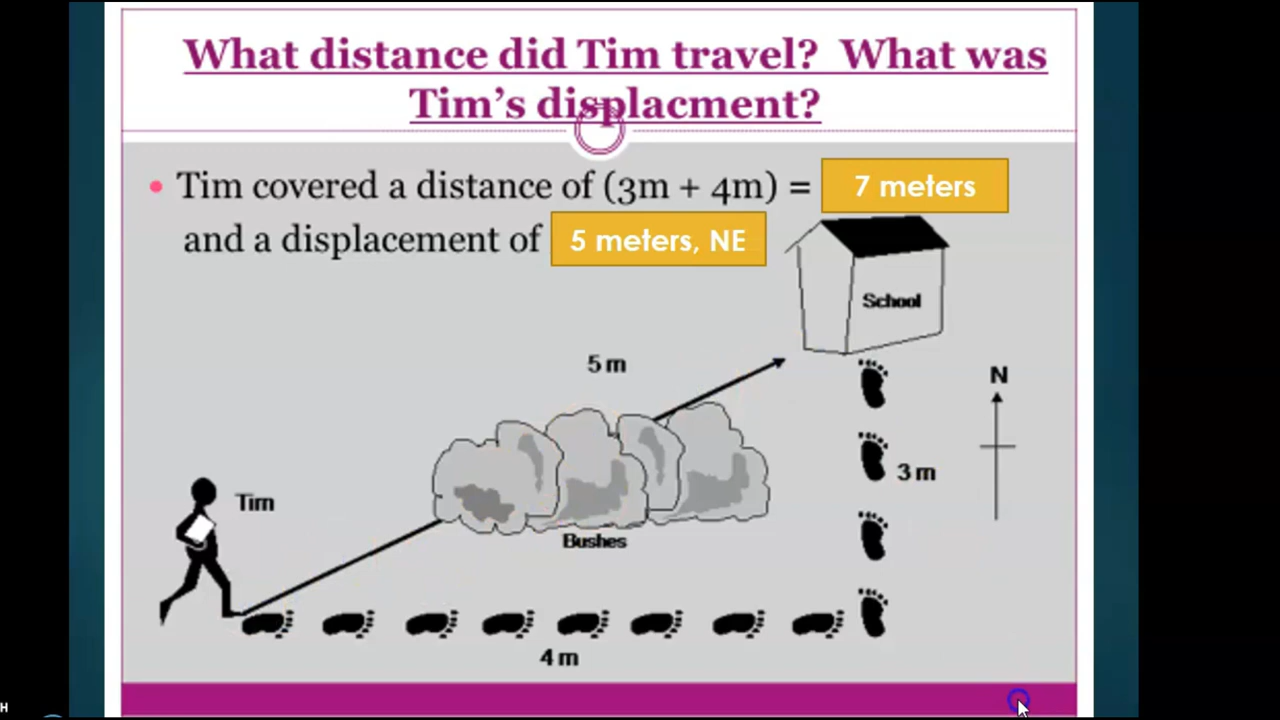 What distance did Tim travel? What was
Tim's displacment?
• Tim covered a distance of (3m + 4m) = 7 meters
and a displacement of 5 meters, NE
School
5 m
N
3 m
Tim
Bushes
4 m
H